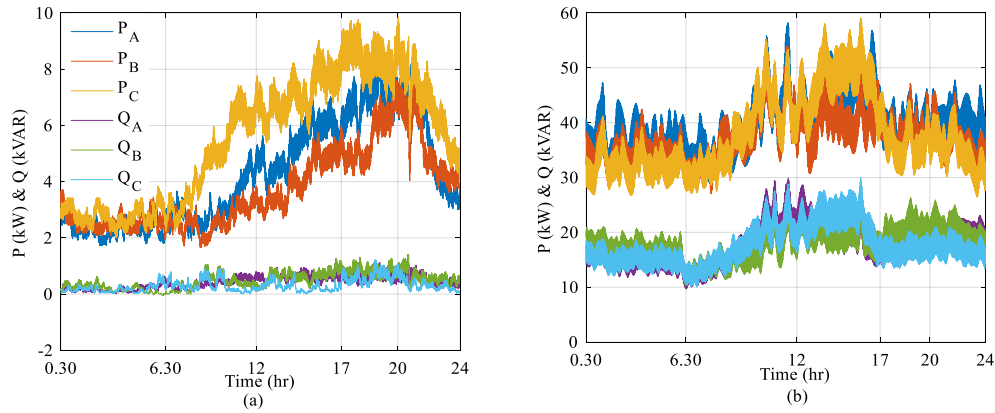 P (kW) & Q (kVAR)
10
8
6
4
2
0
-2
P_A
P_B
P_C
Q_A
Q_B
Q_C
0.30 6.30 12 17 20 24
Time (hr)
(a)
P (kW) & Q (kVAR)
60
50
40
30
20
10
0
0.30 6.30 12 17 20 24
Time (hr)
(b)